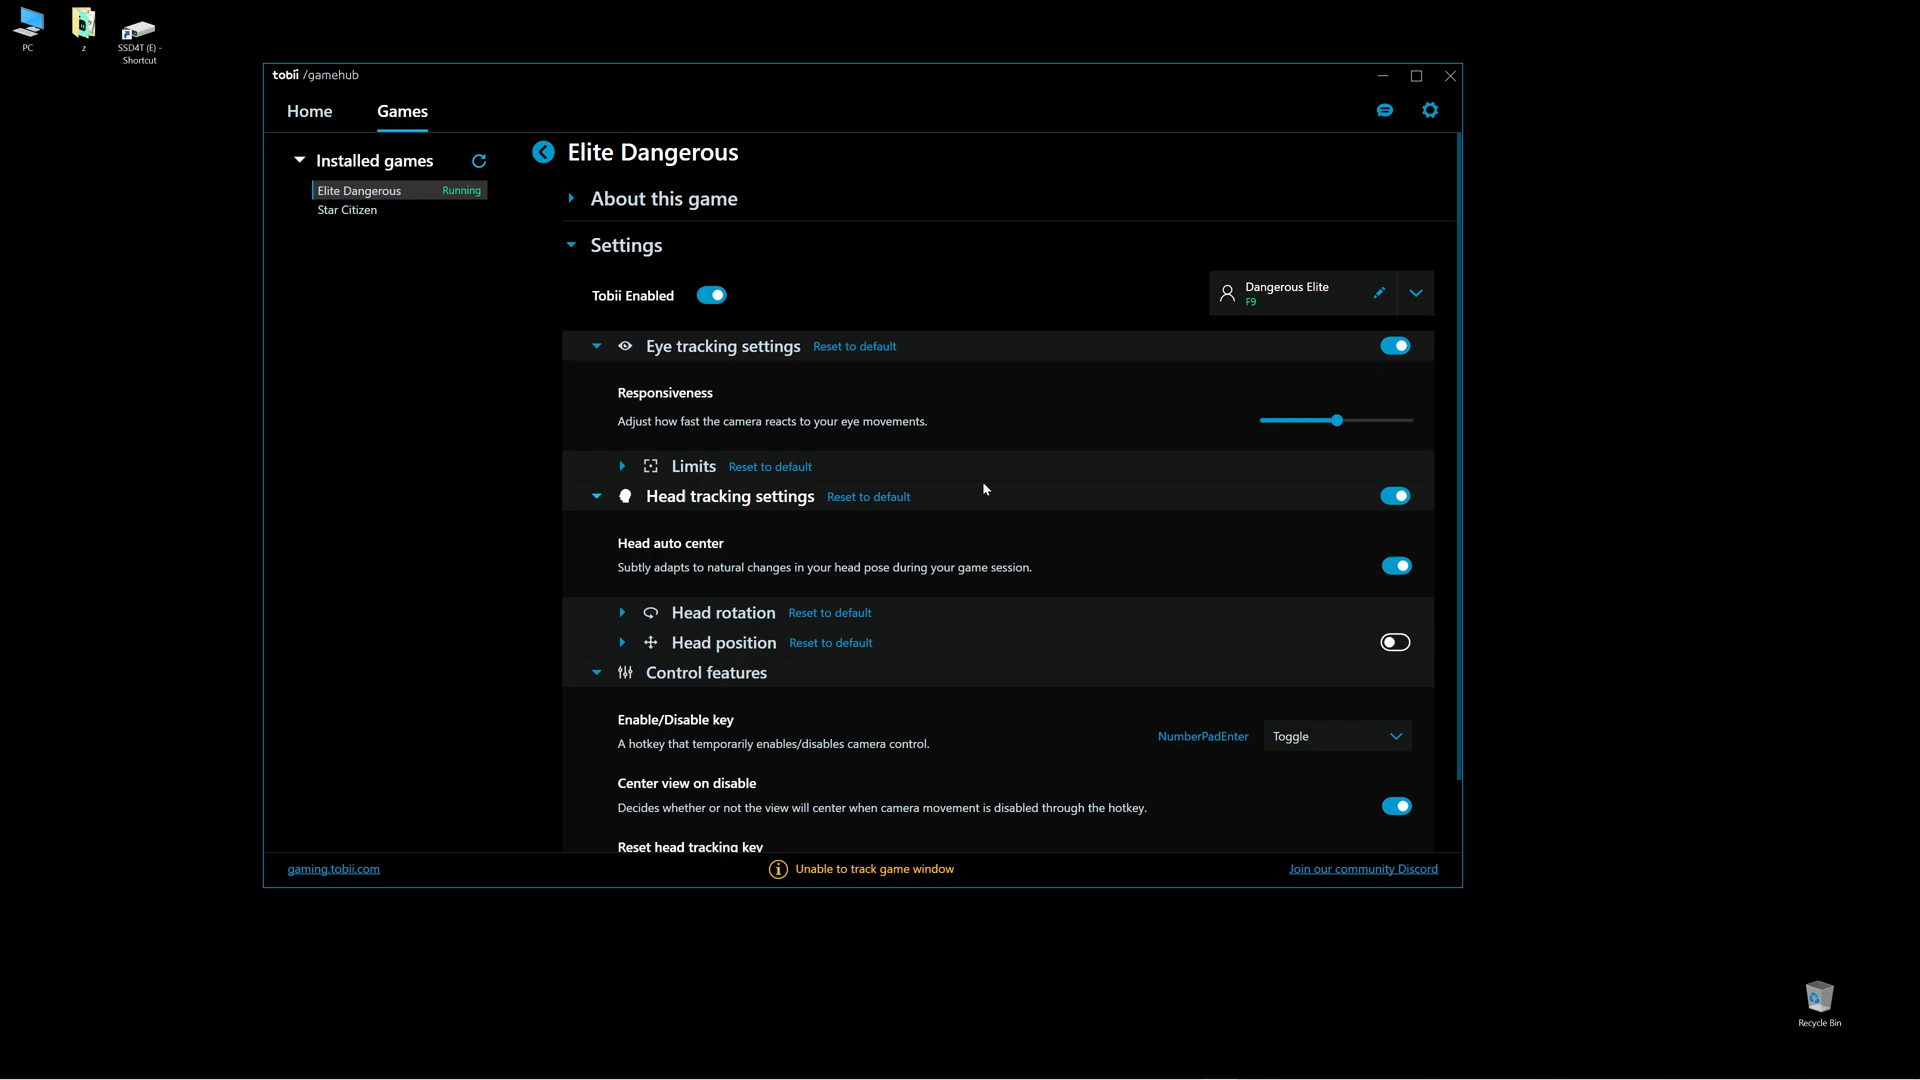 PC
z
SSD4T (E) -
Shortcut
tobii /gamehub
Home
Games
Installed games
Elite Dangerous Running
Star Citizen
Elite Dangerous
About this game
Settings
Tobii Enabled
Dangerous Elite
F9
Eye tracking settings Reset to default
Responsiveness
Adjust how fast the camera reacts to your eye movements.
Limits Reset to default
Head tracking settings Reset to default
Head auto center
Subtly adapts to natural changes in your head pose during your game session.
Head rotation Reset to default
Head position Reset to default
Control features
Enable/Disable key
A hotkey that temporarily enables/disables camera control.
NumberPadEnter Toggle
Center view on disable
Decides whether or not the view will center when camera movement is disabled through the hotkey.
Reset head tracking key
gaming.tobii.com
Unable to track game window
Join our community Discord
Recycle Bin